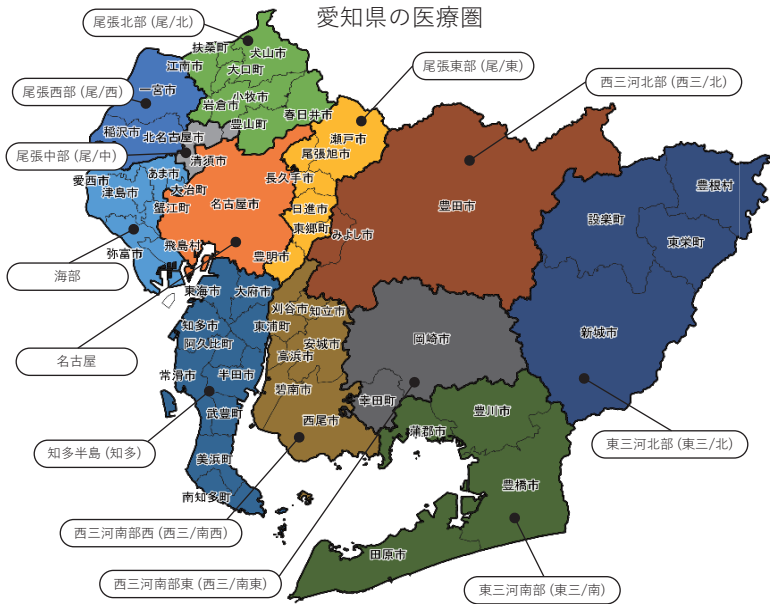 愛知県の医療圏
尾張北部 (尾/北)
扶桑町
犬山市
江南市
大口町
尾張東部 (尾/東)
西三河北部 (西三/北)
尾張西部 (尾/西)
一宮市
小牧市
岩倉市
春日井市
豊山町
稲沢市
北名古屋市
瀬戸市
尾張旭市
尾張中部 (尾/中)
清須市
あま市
長久手市
愛西市
津島市
大治町
名古屋市
蟹江町
日進市
東郷町
みよし市
豊田市
豊根村
設楽町
東栄町
飛島村
弥富市
豊明市
海部
東海市
大府市
刈谷市
知立市
知多市
東浦町
阿久比町
安城市
高浜市
岡崎市
新城市
名古屋
常滑市
半田市
碧南市
幸田町
武豊町
西尾市
豊川市
蒲郡市
東三河北部 (東三/北)
知多半島 (知多)
美浜町
南知多町
豊橋市
西三河南部西 (西三/南西)
田原市
西三河南部東 (西三/南東)
東三河南部 (東三/南)